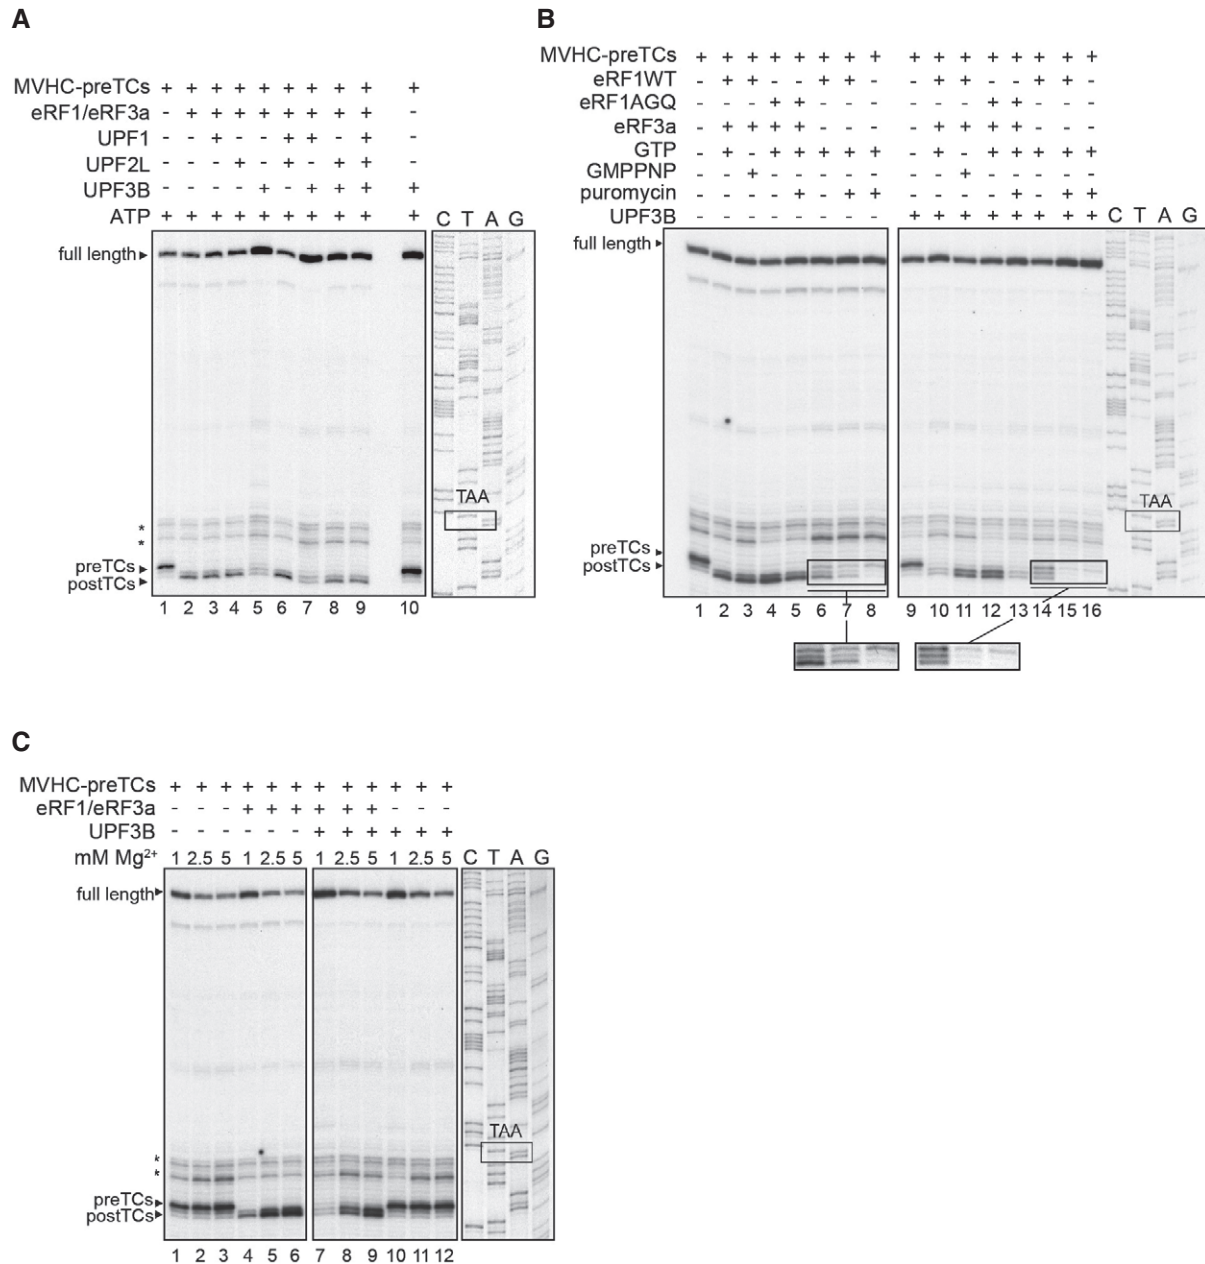 A
MVHC-preTCs + + + + + + + + + +
eRF1/eRF3a - + + + + + + + + -
UPF1 - - + - - + + - + -
UPF2L - - - + - + - + + -
UPF3B - - - - + - + + + +
ATP + + + + + + + + + + C T A G
full length
TAA
*
*
preTCs
postTCs
1 2 3 4 5 6 7 8 9 10
B
MVHC-preTCs + + + + + + + + + + + + + + + +
eRF1WT - + + - - + + - - + + - - + + -
eRF1AGQ - - - + + - - - - - - + + - - -
eRF3a - + + + + - - - - + + + + - - -
GTP - + - + + + + + - + - + + + + +
GMPPNP - - + - - - - - - - + - - - - -
puromycin - - - - + - + + - - - - + - + +
UPF3B - - - - - - - - + + + + + + + + C T A G
full length
TAA
preTCs
postTCs
1 2 3 4 5 6 7 8 9 10 11 12 13 14 15 16
C
MVHC-preTCs + + + + + + + + + + + +
eRF1/eRF3a - - - + + + + + + - - -
UPF3B - - - - - - + + + + + +
mM Mg²⁺ 1 2.5 5 1 2.5 5 1 2.5 5 1 2.5 5 C T A G
full length
TAA
*
*
preTCs
postTCs
1 2 3 4 5 6 7 8 9 10 11 12